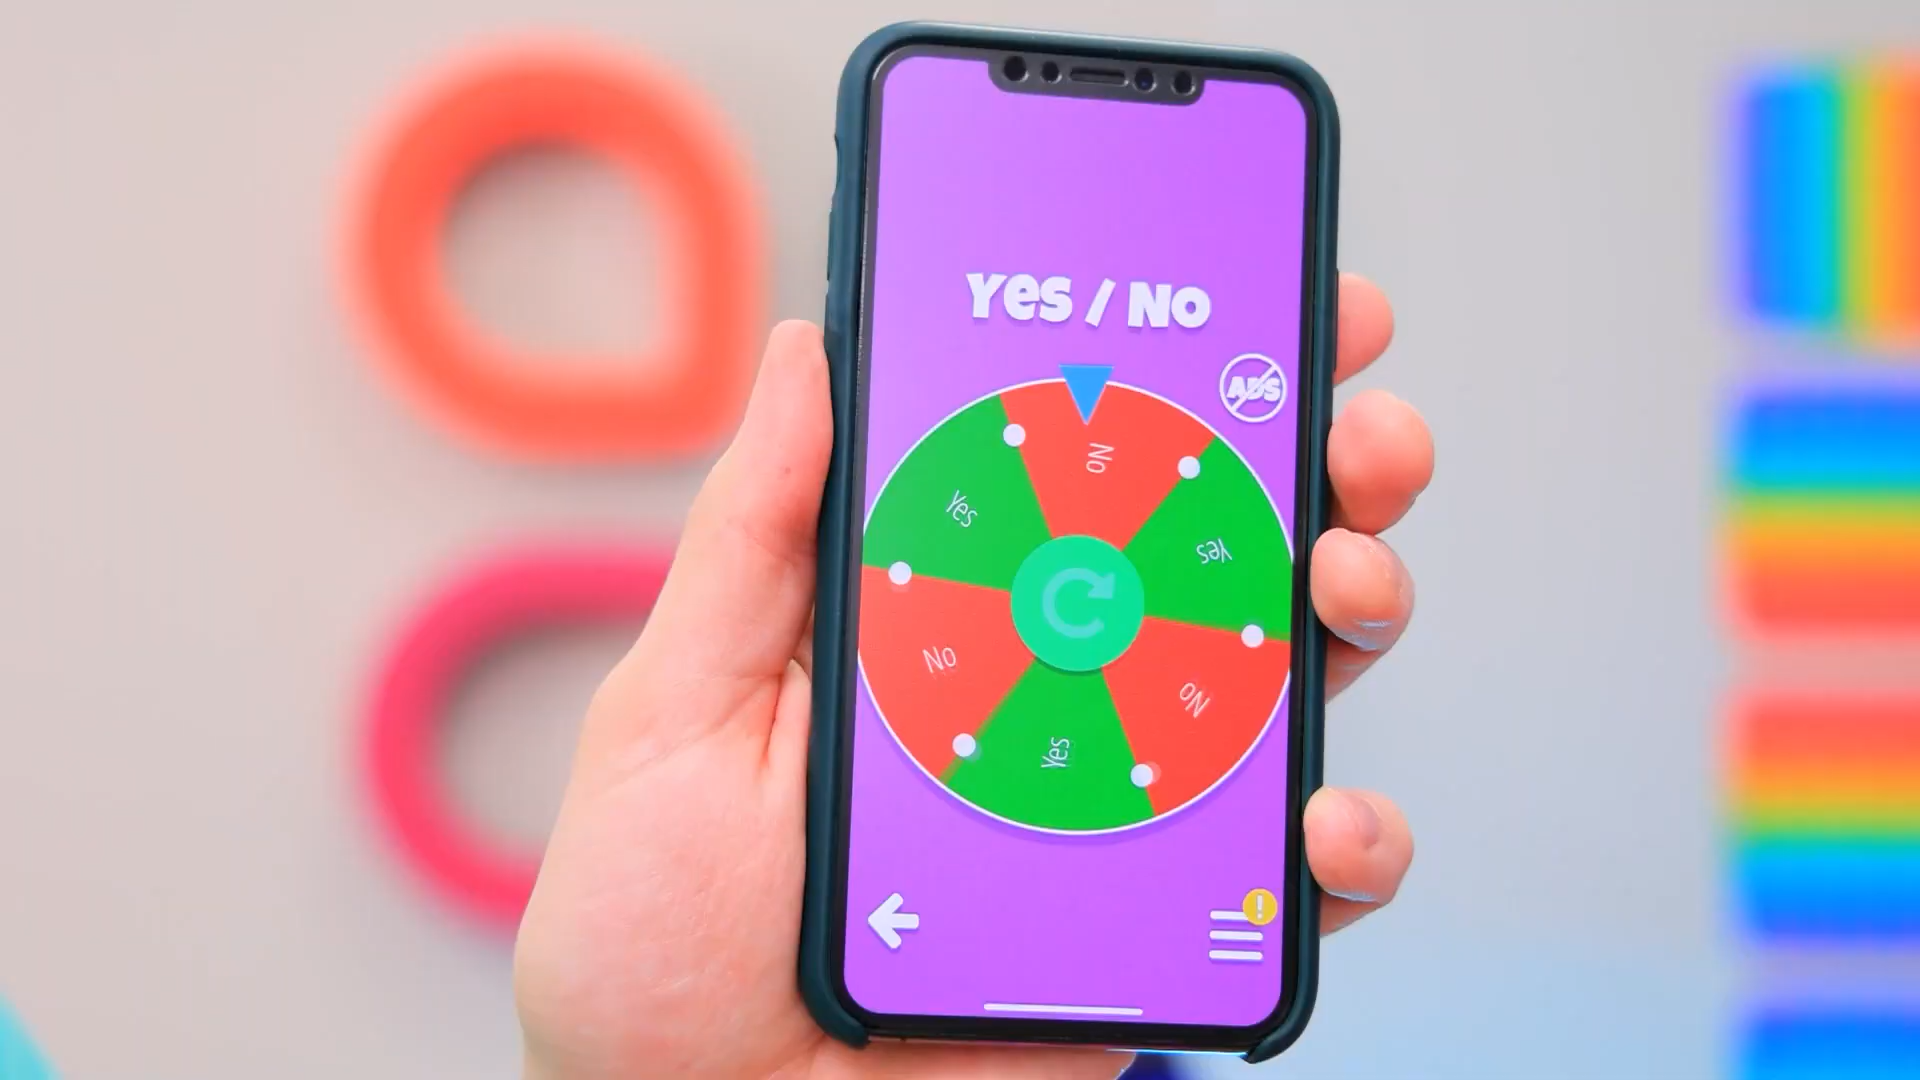 Yes / No
ADS
No
Yes
Yes
No
No
Yes
!